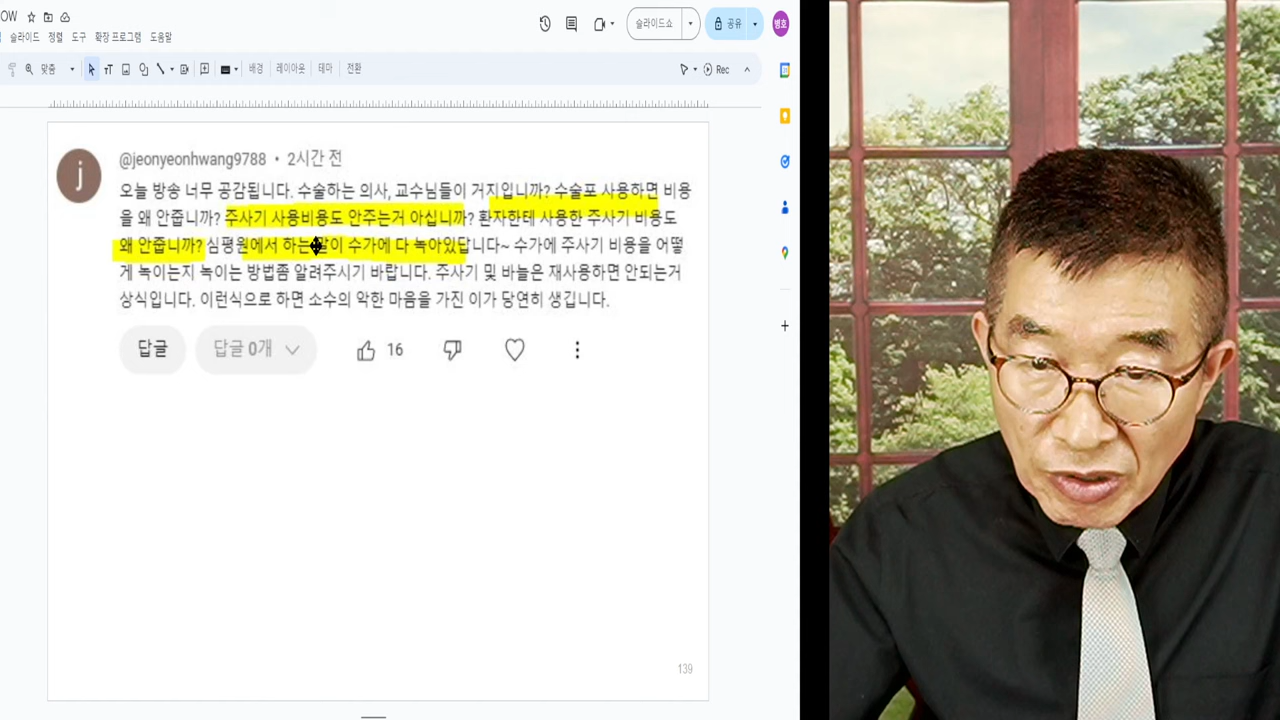 OW
슬라이드쇼
공유
병호
슬라이드 정렬 도구 확장 프로그램 도움말
맞춤
배경 레이아웃 테마 전환
Rec
j
@jeonyeonhwang9788 • 2시간 전
오늘 방송 너무 공감됩니다. 수술하는 의사, 교수님들이 거지입니까? 수술포 사용하면 비용
을 왜 안줍니까? 주사기 사용비용도 안주는거 아십니까? 환자한테 사용한 주사기 비용도
왜 안줍니까? 심평원에서 하는 말이 수가에 다 녹아있답니다~ 수가에 주사기 비용을 어떻
게 녹이는지 녹이는 방법좀 알려주시기 바랍니다. 주사기 및 바늘은 재사용하면 안되는거
상식입니다. 이런식으로 하면 소수의 악한 마음을 가진 이가 당연히 생깁니다.
답글 답글 0개 16
139